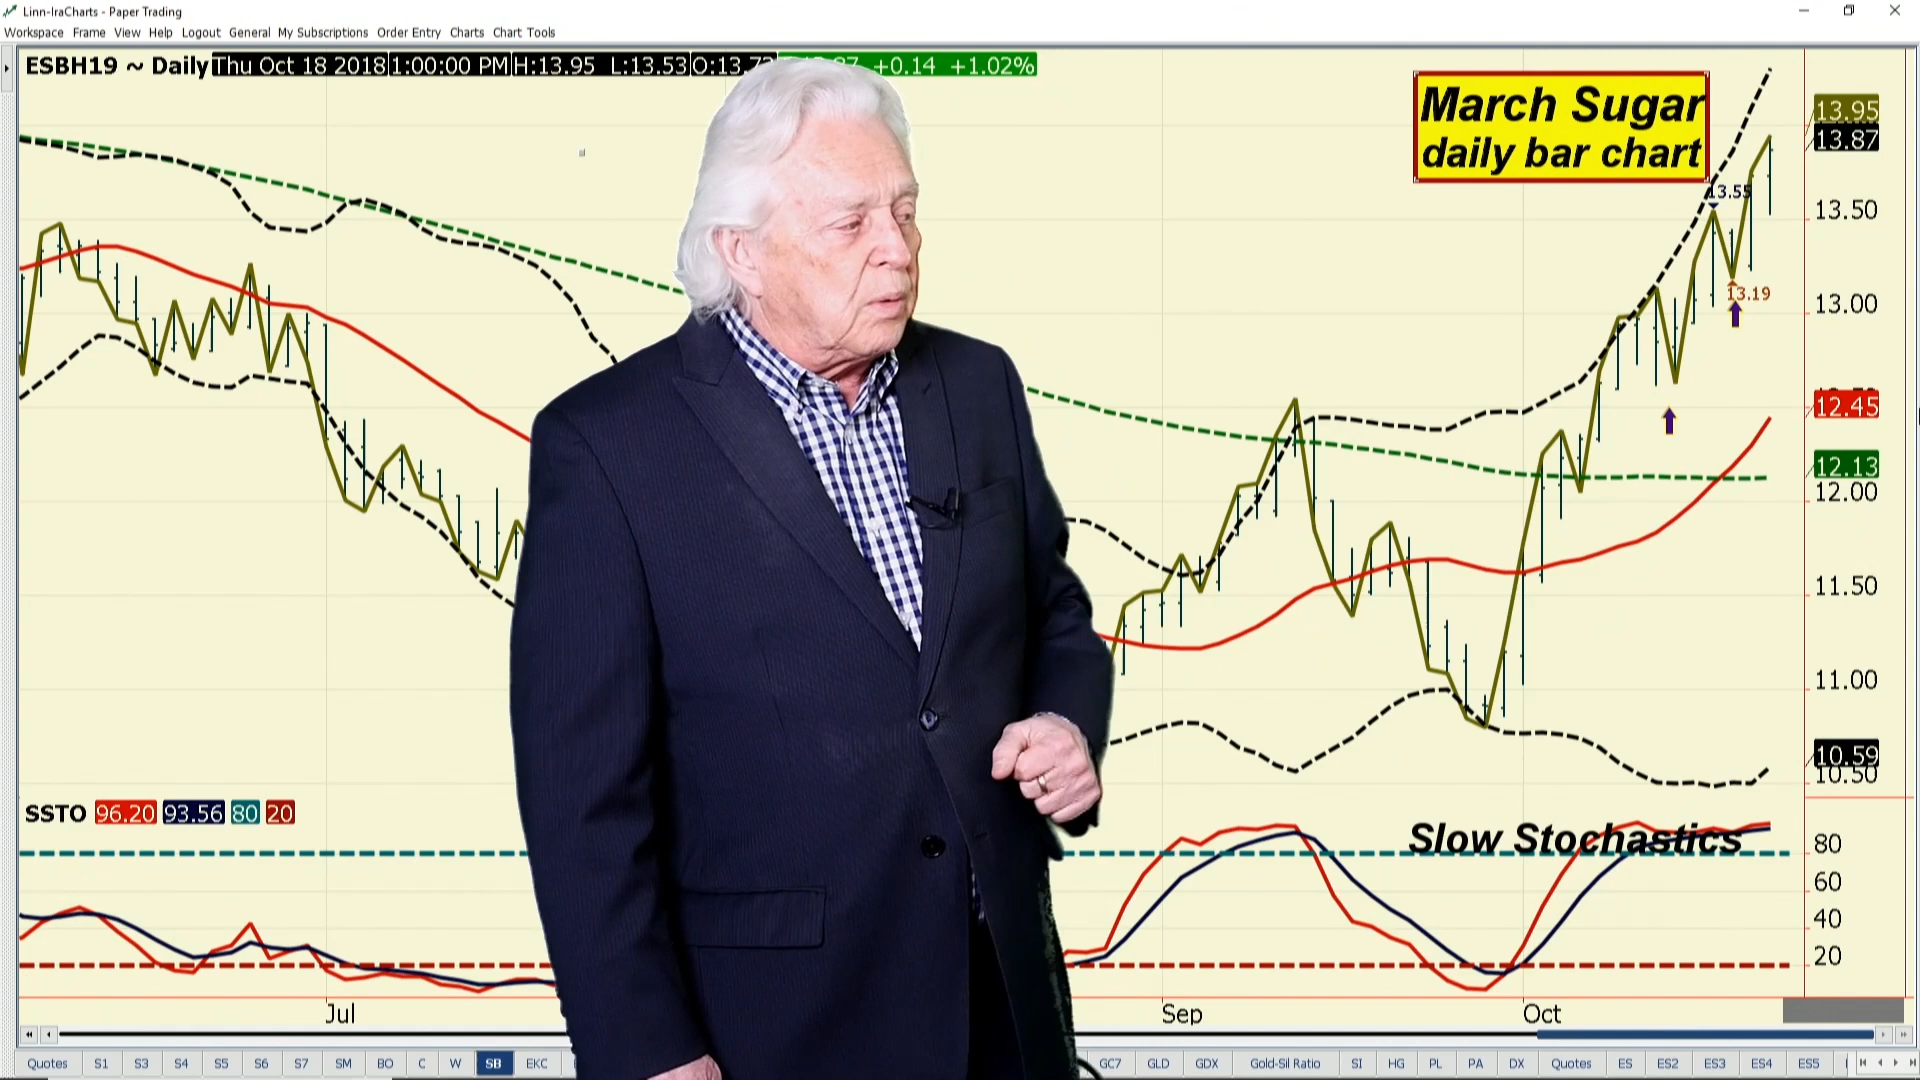 Linn-IraCharts - Paper Trading
Workspace Frame View Help Logout General My Subscriptions Order Entry Charts Chart Tools
ESBH19 ~ Daily Thu Oct 18 2018 1:00:00 PM H:13.95 L:13.53 +0.14 +1.02%
March Sugar
daily bar chart
13.95
13.87
13.55
13.50
13.19
13.00
12.45
12.13
12.00
11.50
11.00
10.59
10.50
SSTO 96.20 93.56 80 20
Slow Stochastics
80
60
40
20
Jul Sep Oct
Quotes S1 S3 S4 S5 S6 S7 SM BO C W SB EKC GC7 GLD GDX Gold-Sil Ratio SI HG PL PA DX Quotes ES ES2 ES3 ES4 ES5